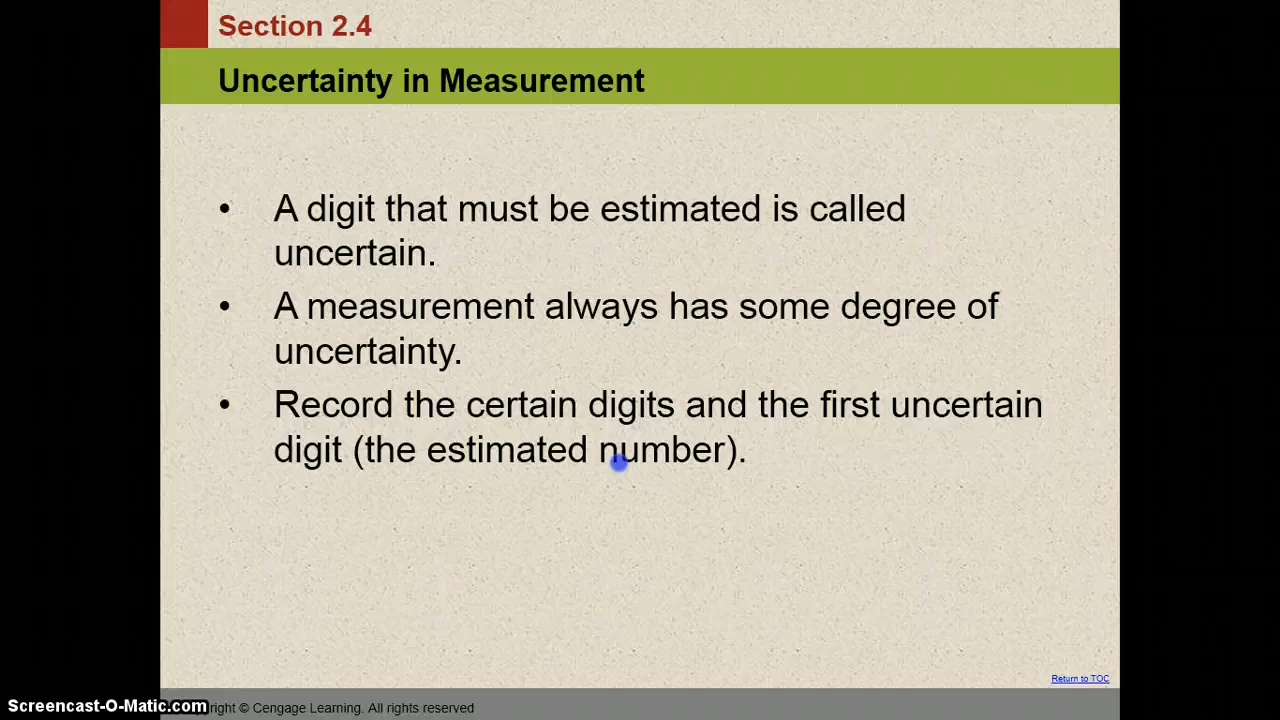 Section 2.4
Uncertainty in Measurement
• A digit that must be estimated is called
uncertain.
• A measurement always has some degree of
uncertainty.
• Record the certain digits and the first uncertain
digit (the estimated number).
Return to TOC
Screencast-O-Matic.com
right © Cengage Learning. All rights reserved